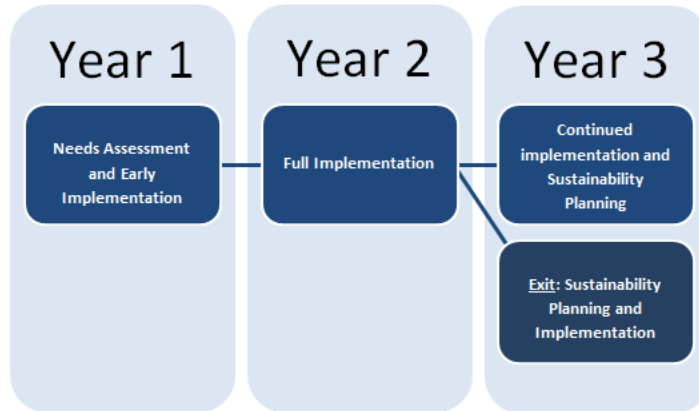 Year 1
Needs Assessment
and Early
Implementation
Year 2
Full Implementation
Year 3
Continued
implementation and
Sustainability
Planning
Exit: Sustainability
Planning and
Implementation